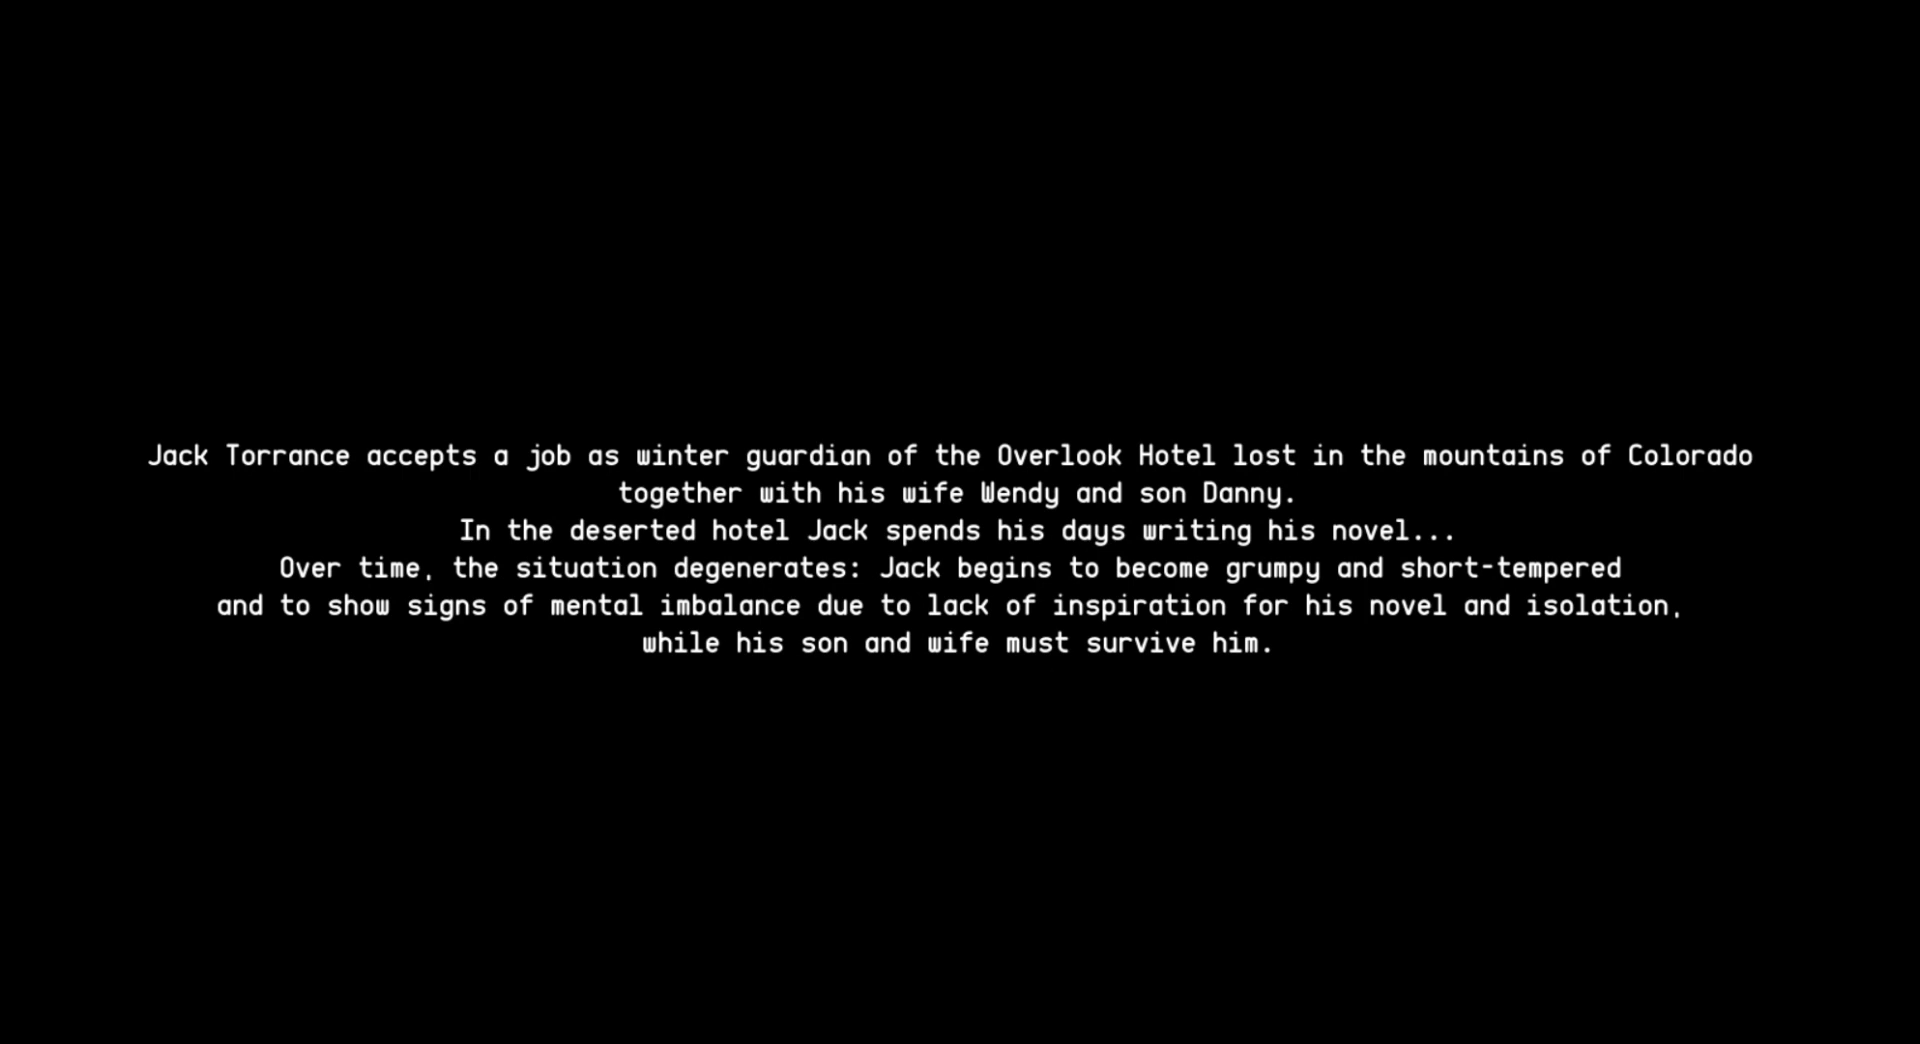 Jack Torrance accepts a job as winter guardian of the Overlook Hotel lost in the mountains of Colorado
together with his wife Wendy and son Danny.
In the deserted hotel Jack spends his days writing his novel...
Over time, the situation degenerates: Jack begins to become grumpy and short-tempered
and to show signs of mental imbalance due to lack of inspiration for his novel and isolation,
while his son and wife must survive him.